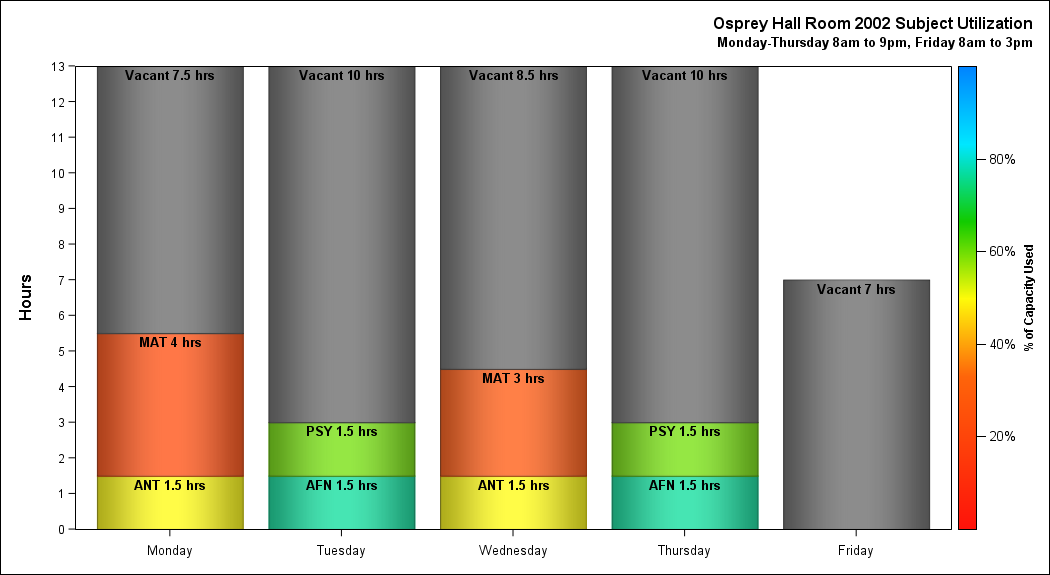 Osprey Hall Room 2002 Subject Utilization
Monday-Thursday 8am to 9pm, Friday 8am to 3pm
Hours
13
12
11
10
9
8
7
6
5
4
3
2
1
0
Vacant 7.5 hrs
MAT 4 hrs
ANT 1.5 hrs
Vacant 10 hrs
PSY 1.5 hrs
AFN 1.5 hrs
Vacant 8.5 hrs
MAT 3 hrs
ANT 1.5 hrs
Vacant 10 hrs
PSY 1.5 hrs
AFN 1.5 hrs
Vacant 7 hrs
Monday
Tuesday
Wednesday
Thursday
Friday
80%
60%
40%
20%
% of Capacity Used